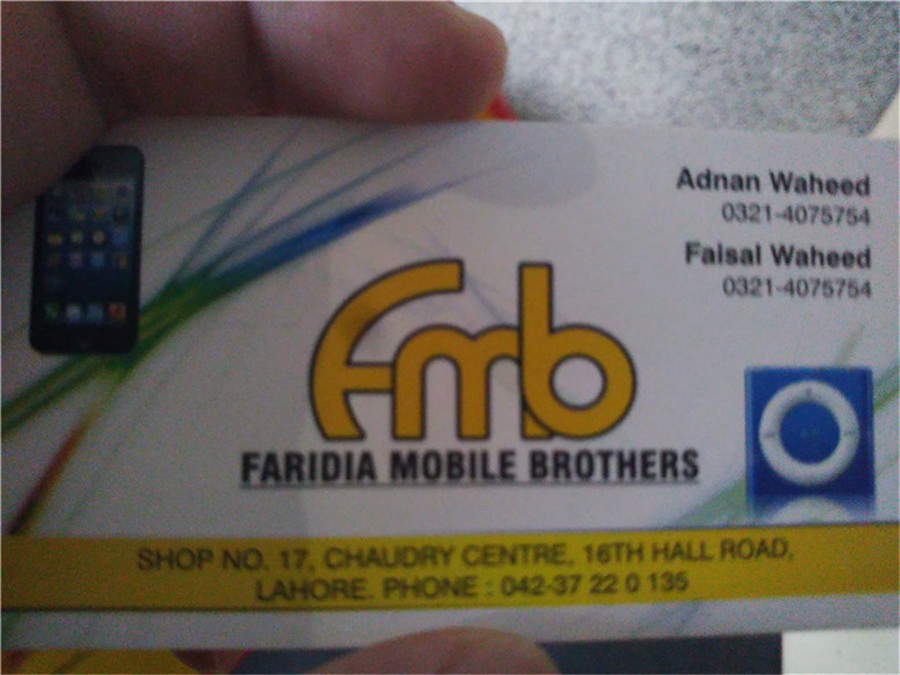 Adnan Waheed
0321-4075754
Faisal Waheed
0321-4075754
Fmb
FARIDIA MOBILE BROTHERS
SHOP NO. 17, CHAUDRY CENTRE, 16TH HALL ROAD,
LAHORE. PHONE : 042-37 22 0 135